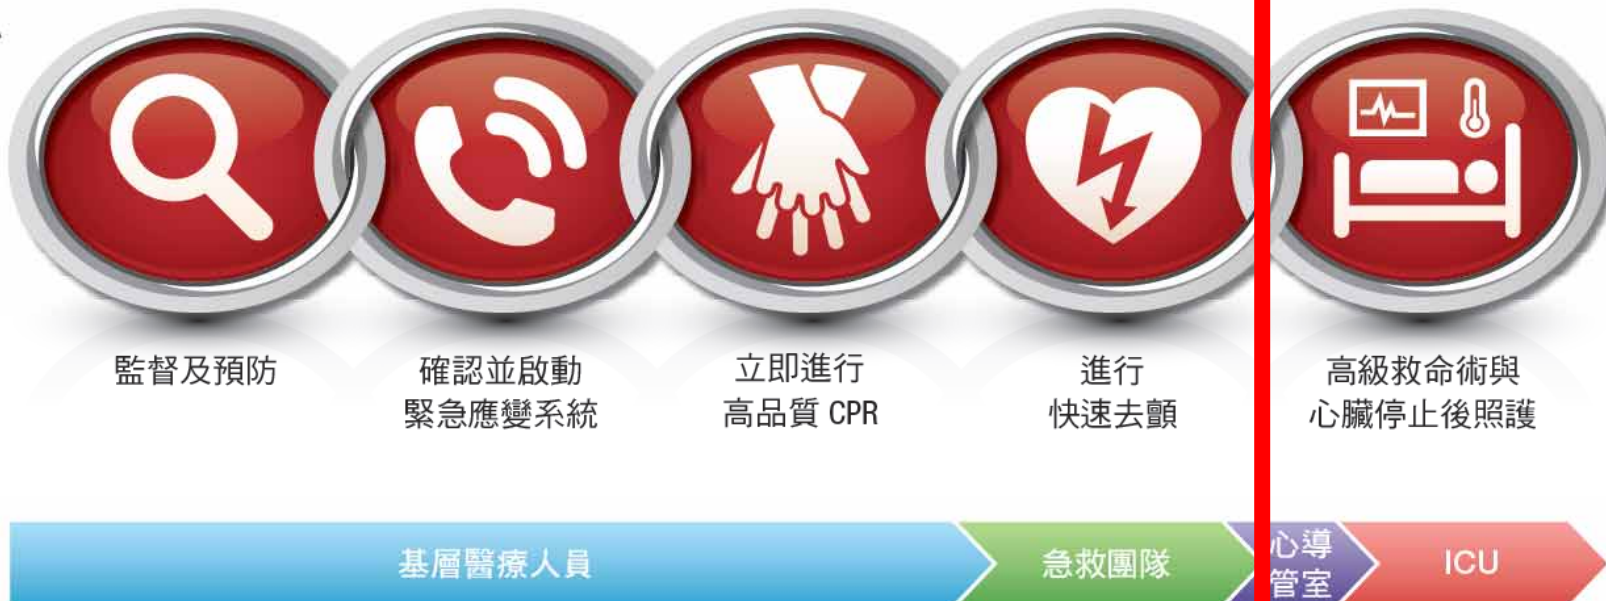 監督及預防
確認並啟動
緊急應變系統
立即進行
高品質 CPR
進行
快速去顫
高級救命術與
心臟停止後照護
基層醫療人員
急救團隊
心導
管室
ICU